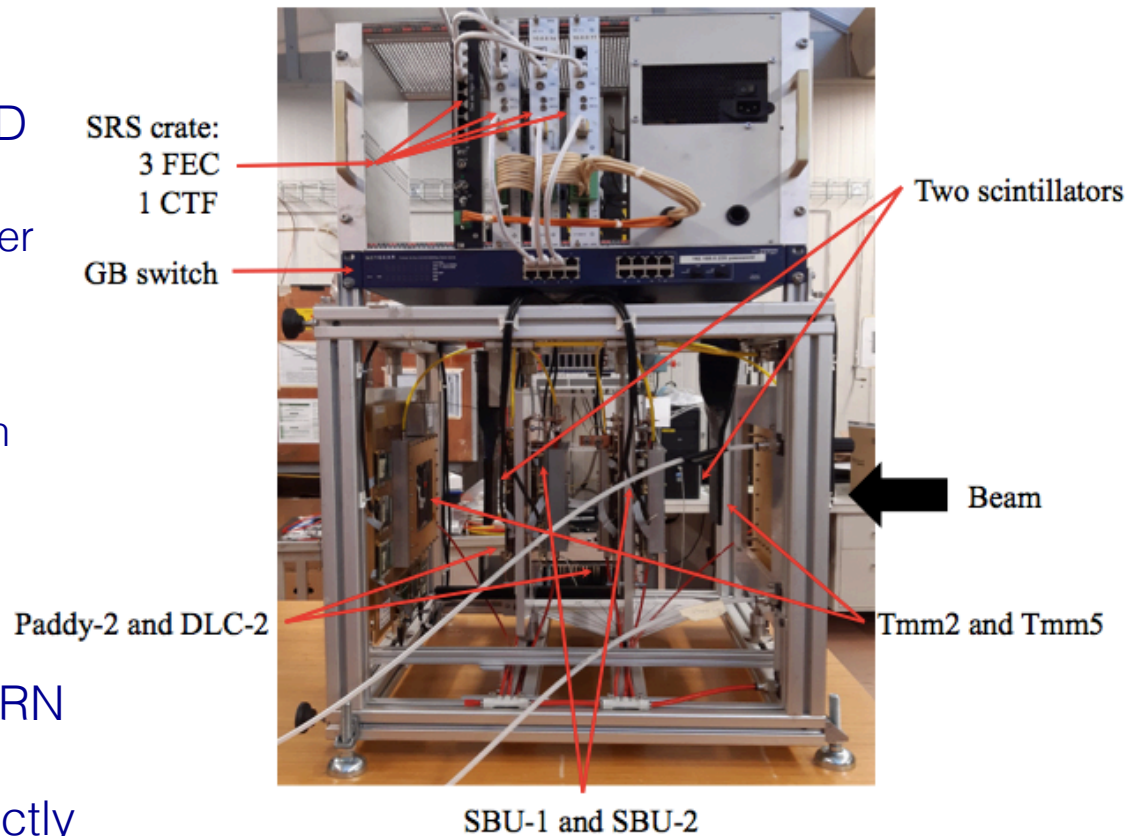 D
SRS crate:
3 FEC
1 CTF
er
GB switch
Two scintillators
NETGEAR
n
Beam
Paddy-2 and DLC-2
Tmm2 and Tmm5
RN
SBU-1 and SBU-2
ctly